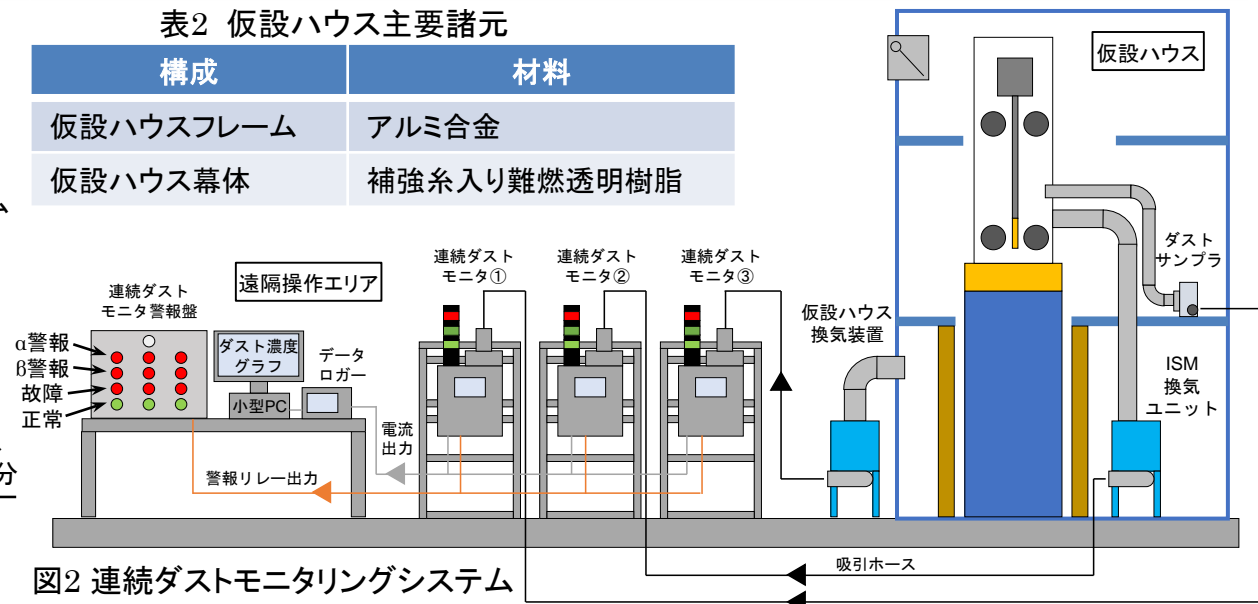 表2 仮設ハウス主要諸元
構成 材料
仮設ハウスフレーム アルミ合金
仮設ハウス幕体 補強糸入り難燃透明樹脂
ム
分
ー
遠隔操作エリア
連続ダスト
モニタ警報盤
α警報
β警報
故障
正常
ダスト濃度
グラフ
小型PC
データ
ロガー
連続ダスト
モニタ①
連続ダスト
モニタ②
連続ダスト
モニタ③
電流
出力
警報リレー出力
仮設ハウス
換気装置
仮設ハウス
ダスト
サンプラ
ISM
換気
ユニット
吸引ホース
図2 連続ダストモニタリングシステム